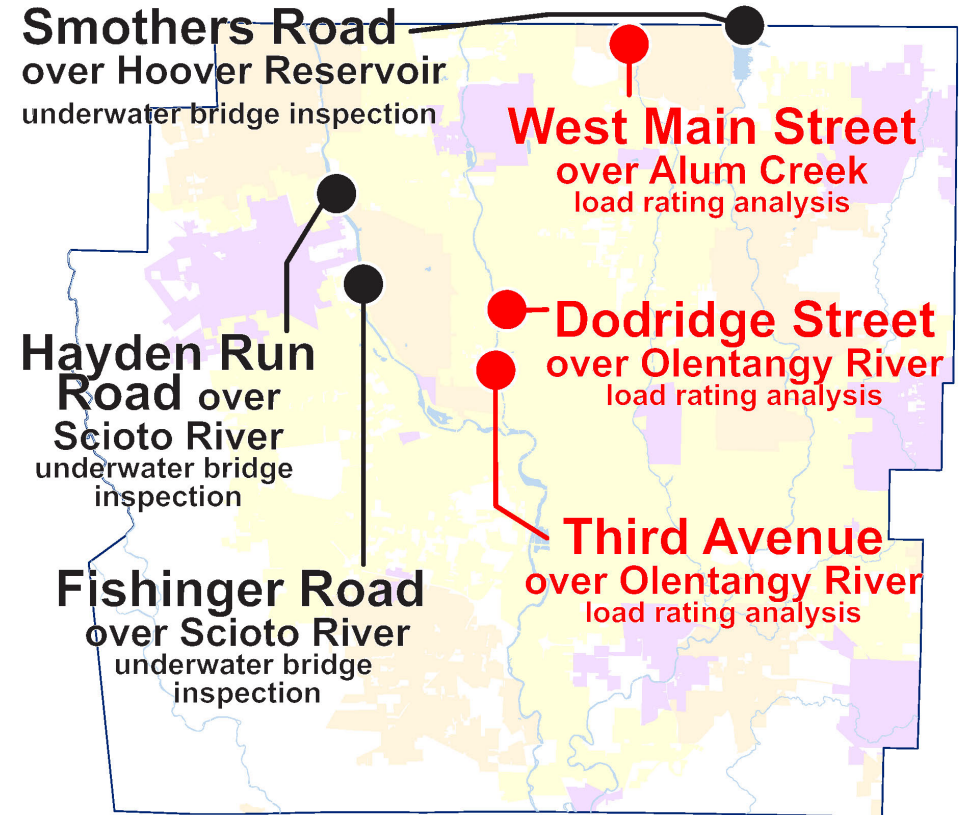 Smothers Road
over Hoover Reservoir
underwater bridge inspection
West Main Street
over Alum Creek
load rating analysis
Dodridge Street
over Olentangy River
load rating analysis
Hayden Run
Road over
Scioto River
underwater bridge
inspection
Third Avenue
over Olentangy River
load rating analysis
Fishinger Road
over Scioto River
underwater bridge
inspection